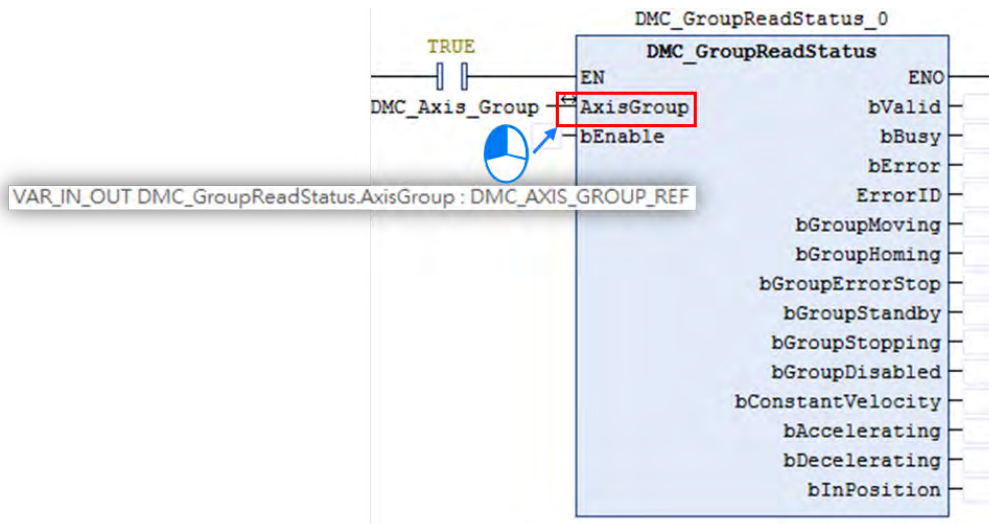 DMC_GroupReadStatus_0
TRUE
DMC_GroupReadStatus
EN ENO
DMC_Axis_Group AxisGroup bValid
bEnable bBusy
bError
VAR_IN_OUT DMC_GroupReadStatus.AxisGroup : DMC_AXIS_GROUP_REF
ErrorID
bGroupMoving
bGroupHoming
bGroupErrorStop
bGroupStandby
bGroupStopping
bGroupDisabled
bConstantVelocity
bAccelerating
bDecelerating
bInPosition